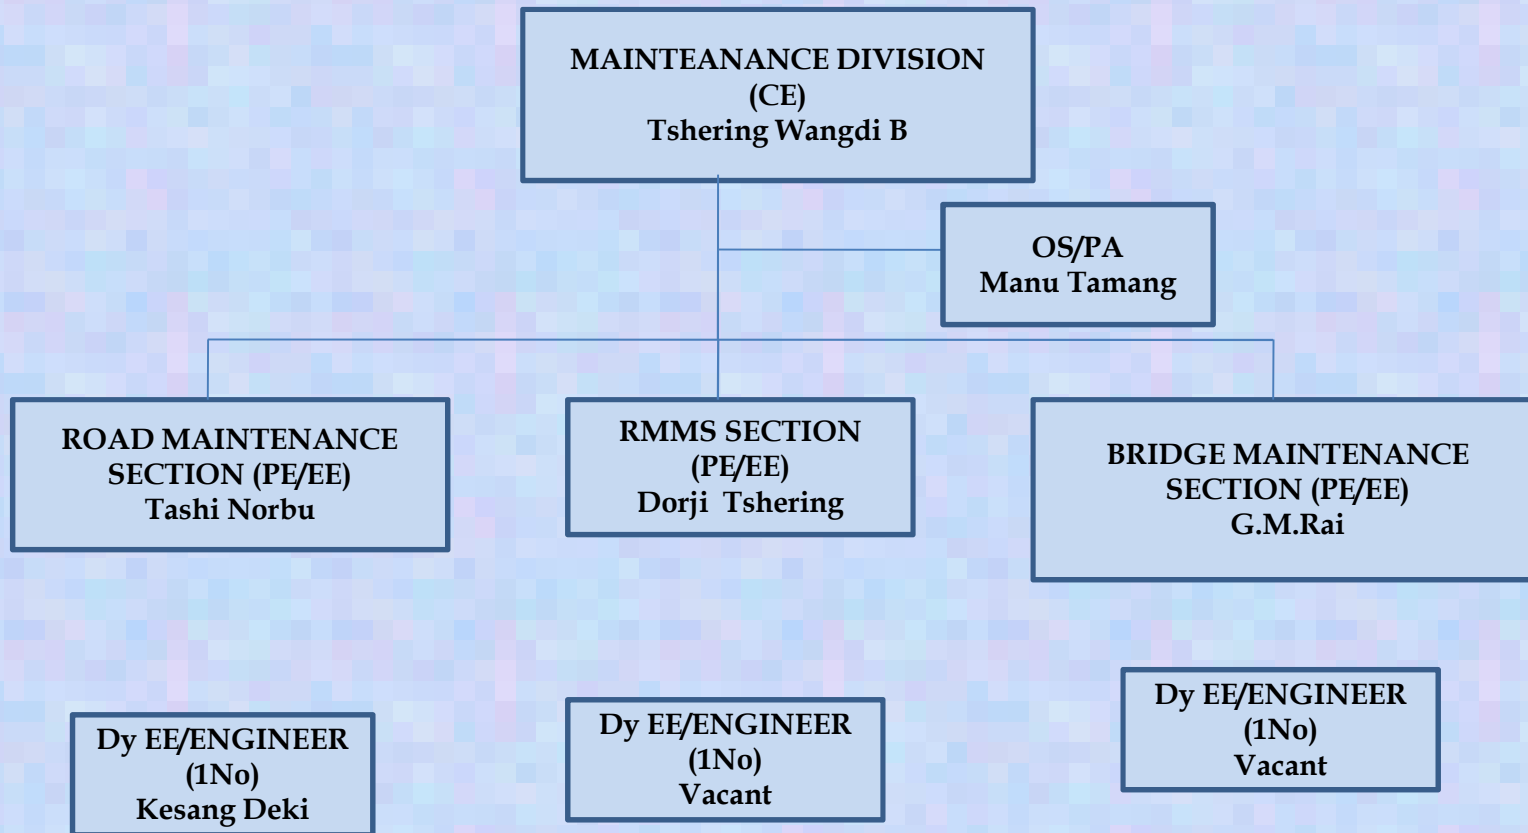 MAINTEANANCE DIVISION
(CE)
Tshering Wangdi B
OS/PA
Manu Tamang
ROAD MAINTENANCE
SECTION (PE/EE)
Tashi Norbu
RMMS SECTION
(PE/EE)
Dorji  Tshering
BRIDGE MAINTENANCE
SECTION (PE/EE)
G.M.Rai
Dy EE/ENGINEER
(1No)
Kesang Deki
Dy EE/ENGINEER
(1No)
Vacant
Dy EE/ENGINEER
(1No)
Vacant